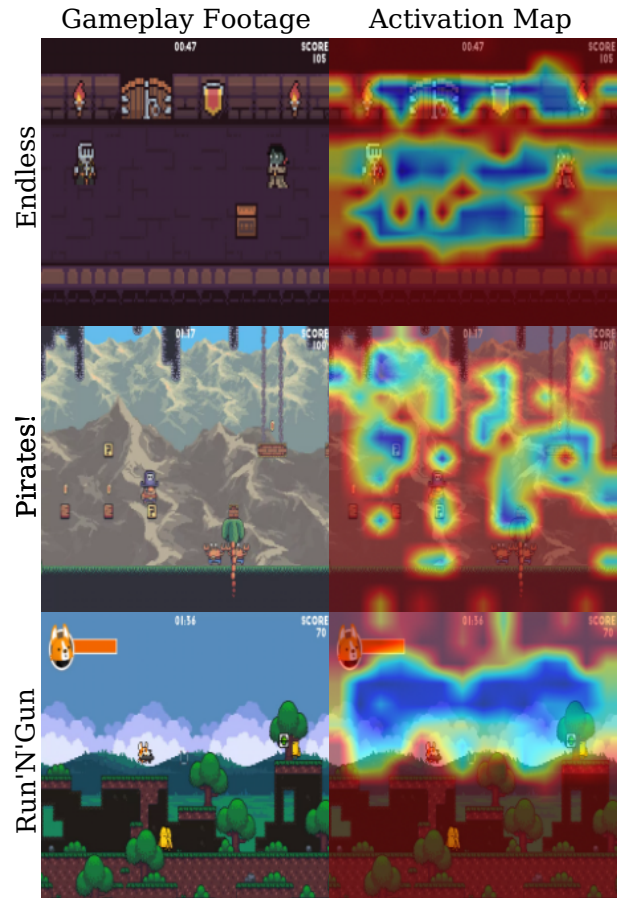 Gameplay Footage Activation Map
Endless
00:47
SCORE
105
00:47
SCORE
105
Pirates!
01:17
SCORE
100
01:17
SCORE
100
Run'N'Gun
01:56
SCORE
70
01:56
SCORE
70